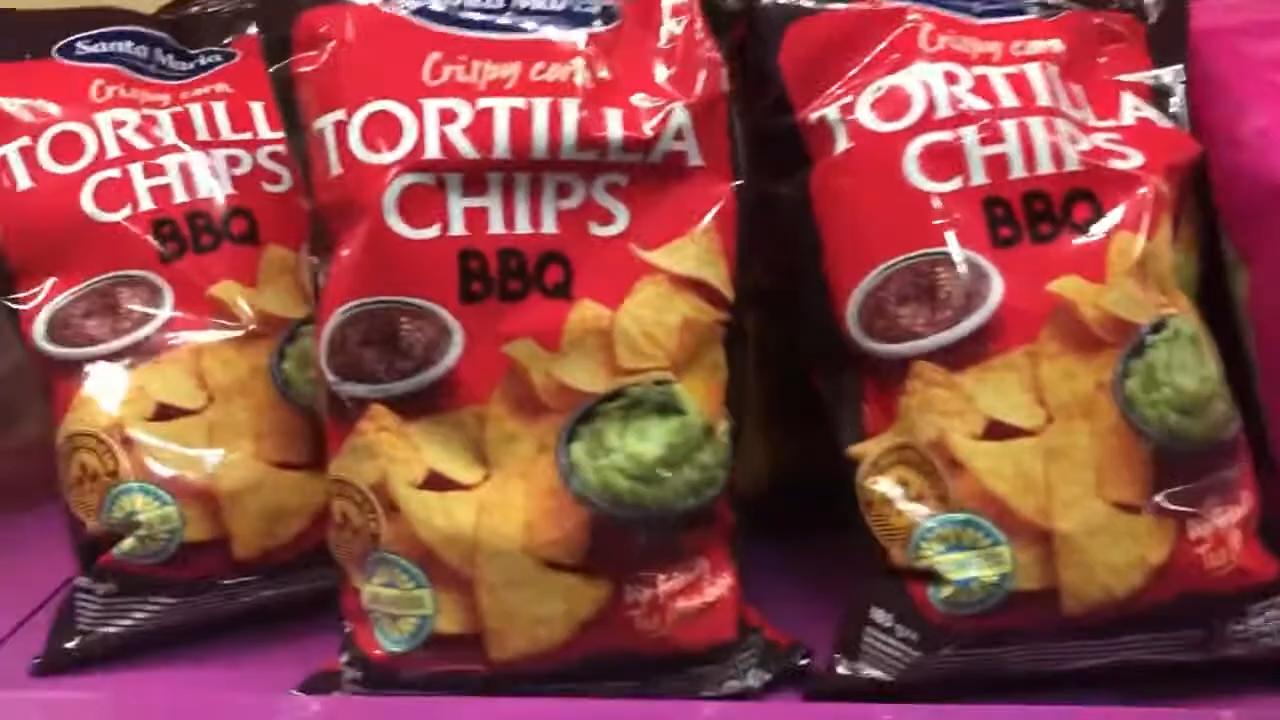 Santa Maria
Crispy corn
TORTILL
CHIPS
BBQ
Crispy corn
TORTILLA
CHIPS
BBQ
Crispy corn
TORTILLA
CHIPS
BBQ